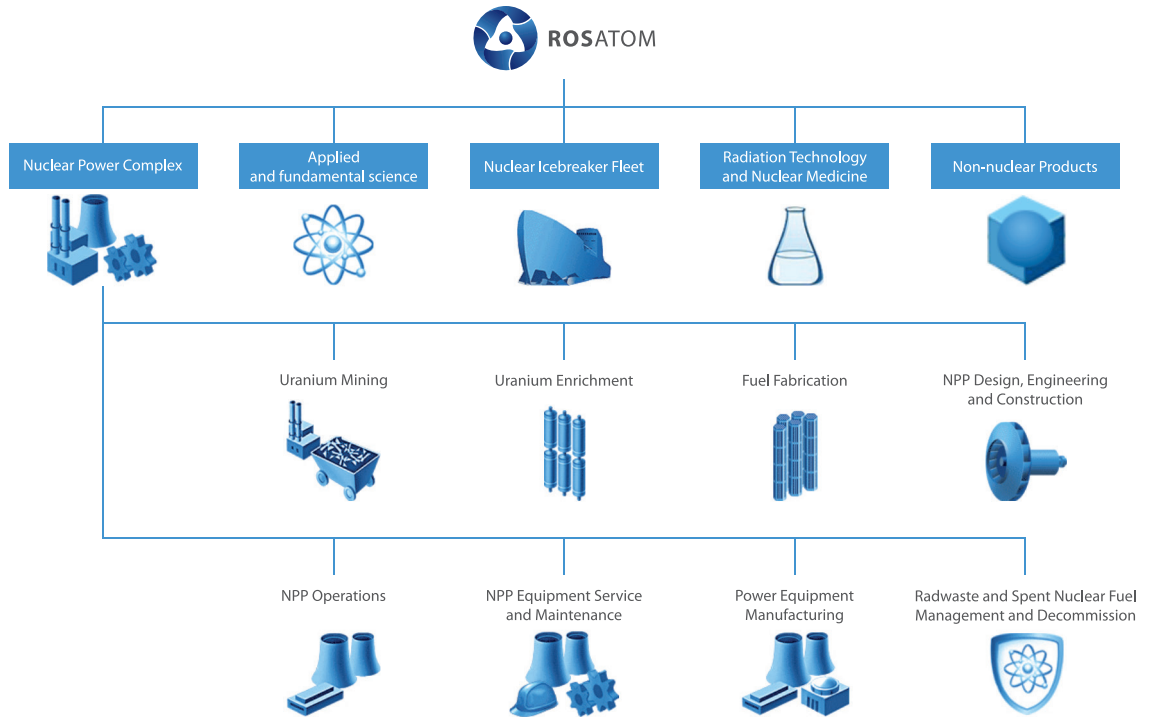 ROSATOM
Nuclear Power Complex
Applied
and fundamental science
Nuclear Icebreaker Fleet
Radiation Technology
and Nuclear Medicine
Non-nuclear Products
Uranium Mining
Uranium Enrichment
Fuel Fabrication
NPP Design, Engineering
and Construction
NPP Operations
NPP Equipment Service
and Maintenance
Power Equipment
Manufacturing
Radwaste and Spent Nuclear Fuel
Management and Decommission